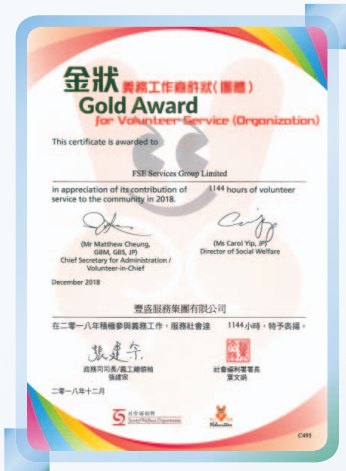 金狀 義務工作嘉許狀(團體)
Gold Award
for Volunteer Service (Organization)
This certificate is awarded to
FSE Services Group Limited
in appreciation of its contribution of 1144 hours of volunteer
service to the community in 2018.
(Mr Matthew Cheung,
GBM, GBS, JP)
Chief Secretary for Administration /
Volunteer-in-Chief
(Ms Carol Yip, JP)
Director of Social Welfare
December 2018
豐盛服務集團有限公司
在二零一八年積極參與義務工作，服務社會達 1144 小時，特予表揚。
張建宗
政務司司長/義工總領袖
張建宗
社會福利署署長
葉文娟
二零一八年十二月
社會福利署
Social Welfare Department
Volunteer
C495